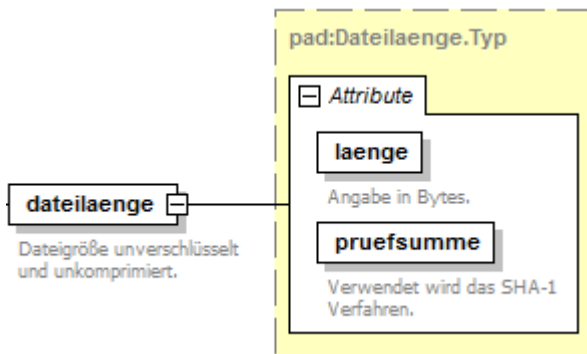 pad:Dateilaenge.Typ
Attribute
laenge
Angabe in Bytes.
dateilaenge
Dateigröße unverschlüsselt
und unkomprimiert.
pruefsumme
Verwendet wird das SHA-1
Verfahren.